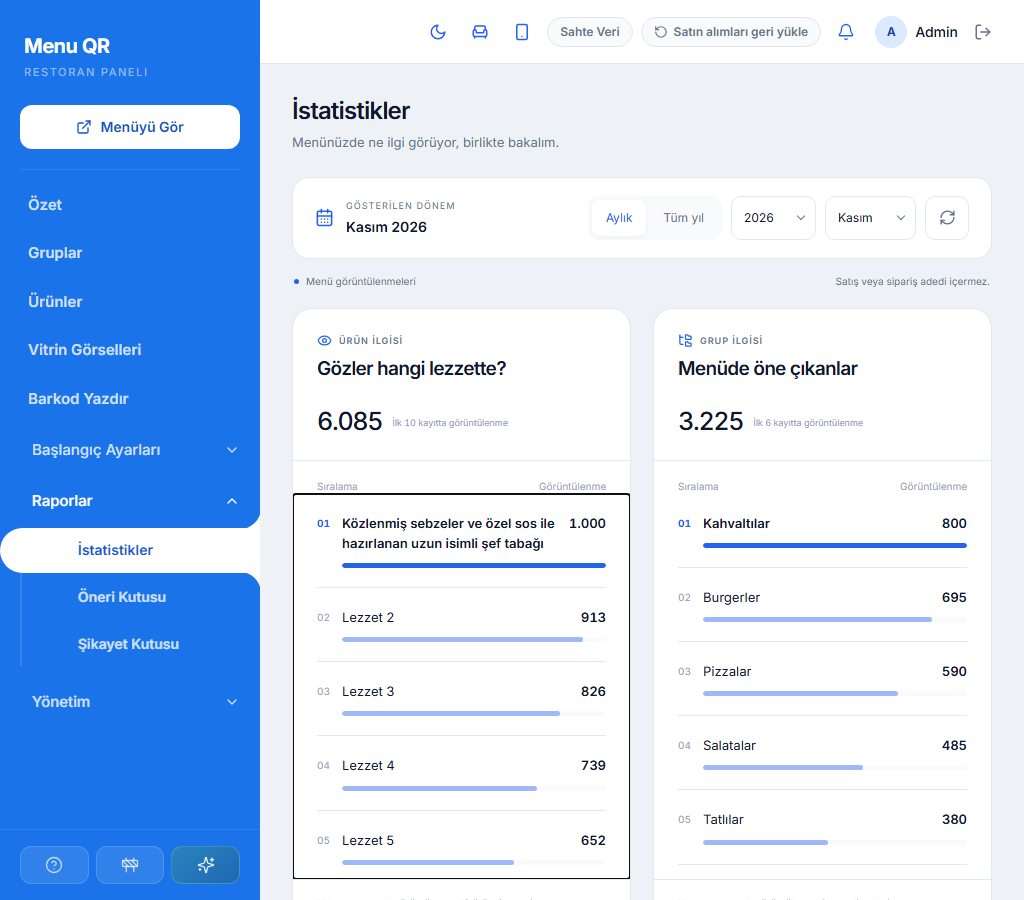 Menu QR
RESTORAN PANELİ
Menüyü Gör
Özet
Gruplar
Ürünler
Vitrin Görselleri
Barkod Yazdır
Başlangıç Ayarları
Raporlar
İstatistikler
Öneri Kutusu
Şikayet Kutusu
Yönetim
Sahte Veri
Satın alımları geri yükle
A
Admin
İstatistikler
Menünüzde ne ilgi görüyor, birlikte bakalım.
GÖSTERİLEN DÖNEM
Kasım 2026
Aylık
Tüm yıl
2026
Kasım
Menü görüntülenmeleri
Satış veya sipariş adedi içermez.
ÜRÜN İLGİSİ
Gözler hangi lezzette?
6.085 İlk 10 kayıtta görüntülenme
Sıralama Görüntülenme
01 Közlenmiş sebzeler ve özel sos ile 1.000
hazırlanan uzun isimli şef tabağı
02 Lezzet 2 913
03 Lezzet 3 826
04 Lezzet 4 739
05 Lezzet 5 652
GRUP İLGİSİ
Menüde öne çıkanlar
3.225 İlk 6 kayıtta görüntülenme
Sıralama Görüntülenme
01 Kahvaltılar 800
02 Burgerler 695
03 Pizzalar 590
04 Salatalar 485
05 Tatlılar 380